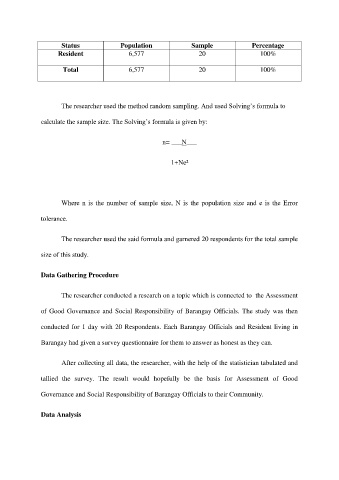 Status Population Sample Percentage
Resident 6,577 20 100%
Total 6,577 20 100%
The researcher used the method random sampling. And used Solving's formula to
calculate the sample size. The Solving's formula is given by:
n= ___N___
1+Ne²
Where n is the number of sample size, N is the population size and e is the Error
tolerance.
The researcher used the said formula and garnered 20 respondents for the total sample
size of this study.
Data Gathering Procedure
The researcher conducted a research on a topic which is connected to the Assessment
of Good Governance and Social Responsibility of Barangay Officials. The study was then
conducted for 1 day with 20 Respondents. Each Barangay Officials and Resident living in
Barangay had given a survey questionnaire for them to answer as honest as they can.
After collecting all data, the researcher, with the help of the statistician tabulated and
tallied the survey. The result would hopefully be the basis for Assessment of Good
Governance and Social Responsibility of Barangay Officials to their Community.
Data Analysis